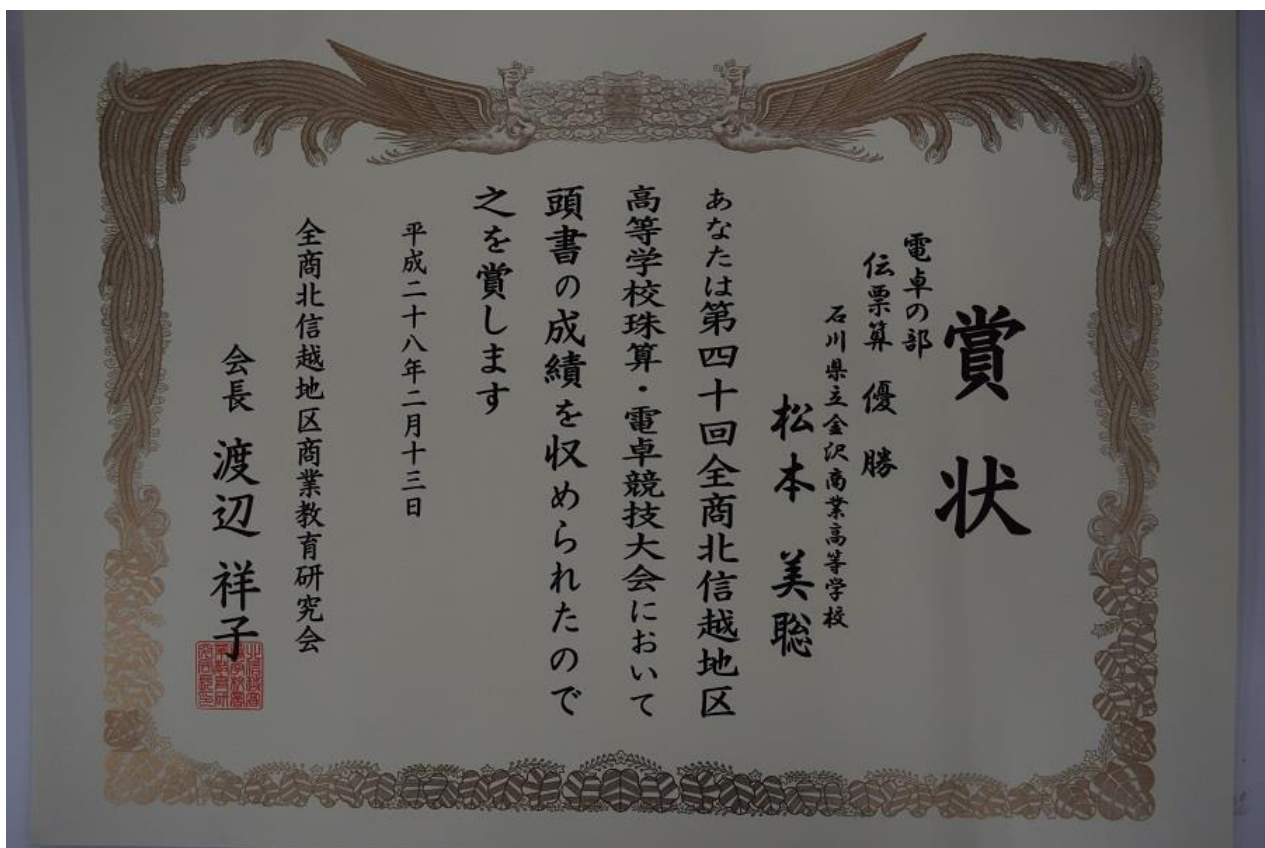 賞状
電卓の部
伝票算 優勝
石川県立金沢商業高等学校
松本 美聡
あなたは第四十回全商北信越地区
高等学校珠算・電卓競技大会において
頭書の成績を収められたので
之を賞します
平成二十八年二月十三日
全商北信越地区商業教育研究会
会長 渡辺 祥子